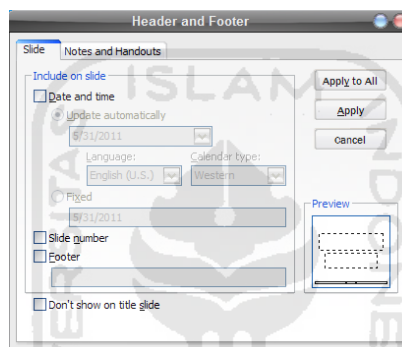 Header and Footer
Slide
Notes and Handouts
Include on slide
Date and time
Update automatically
5/31/2011
Language:
Calendar type:
English (U.S.)
Western
Fixed
5/31/2011
Slide number
Footer
Don't show on title slide
Apply to All
Apply
Cancel
Preview
ISLAM